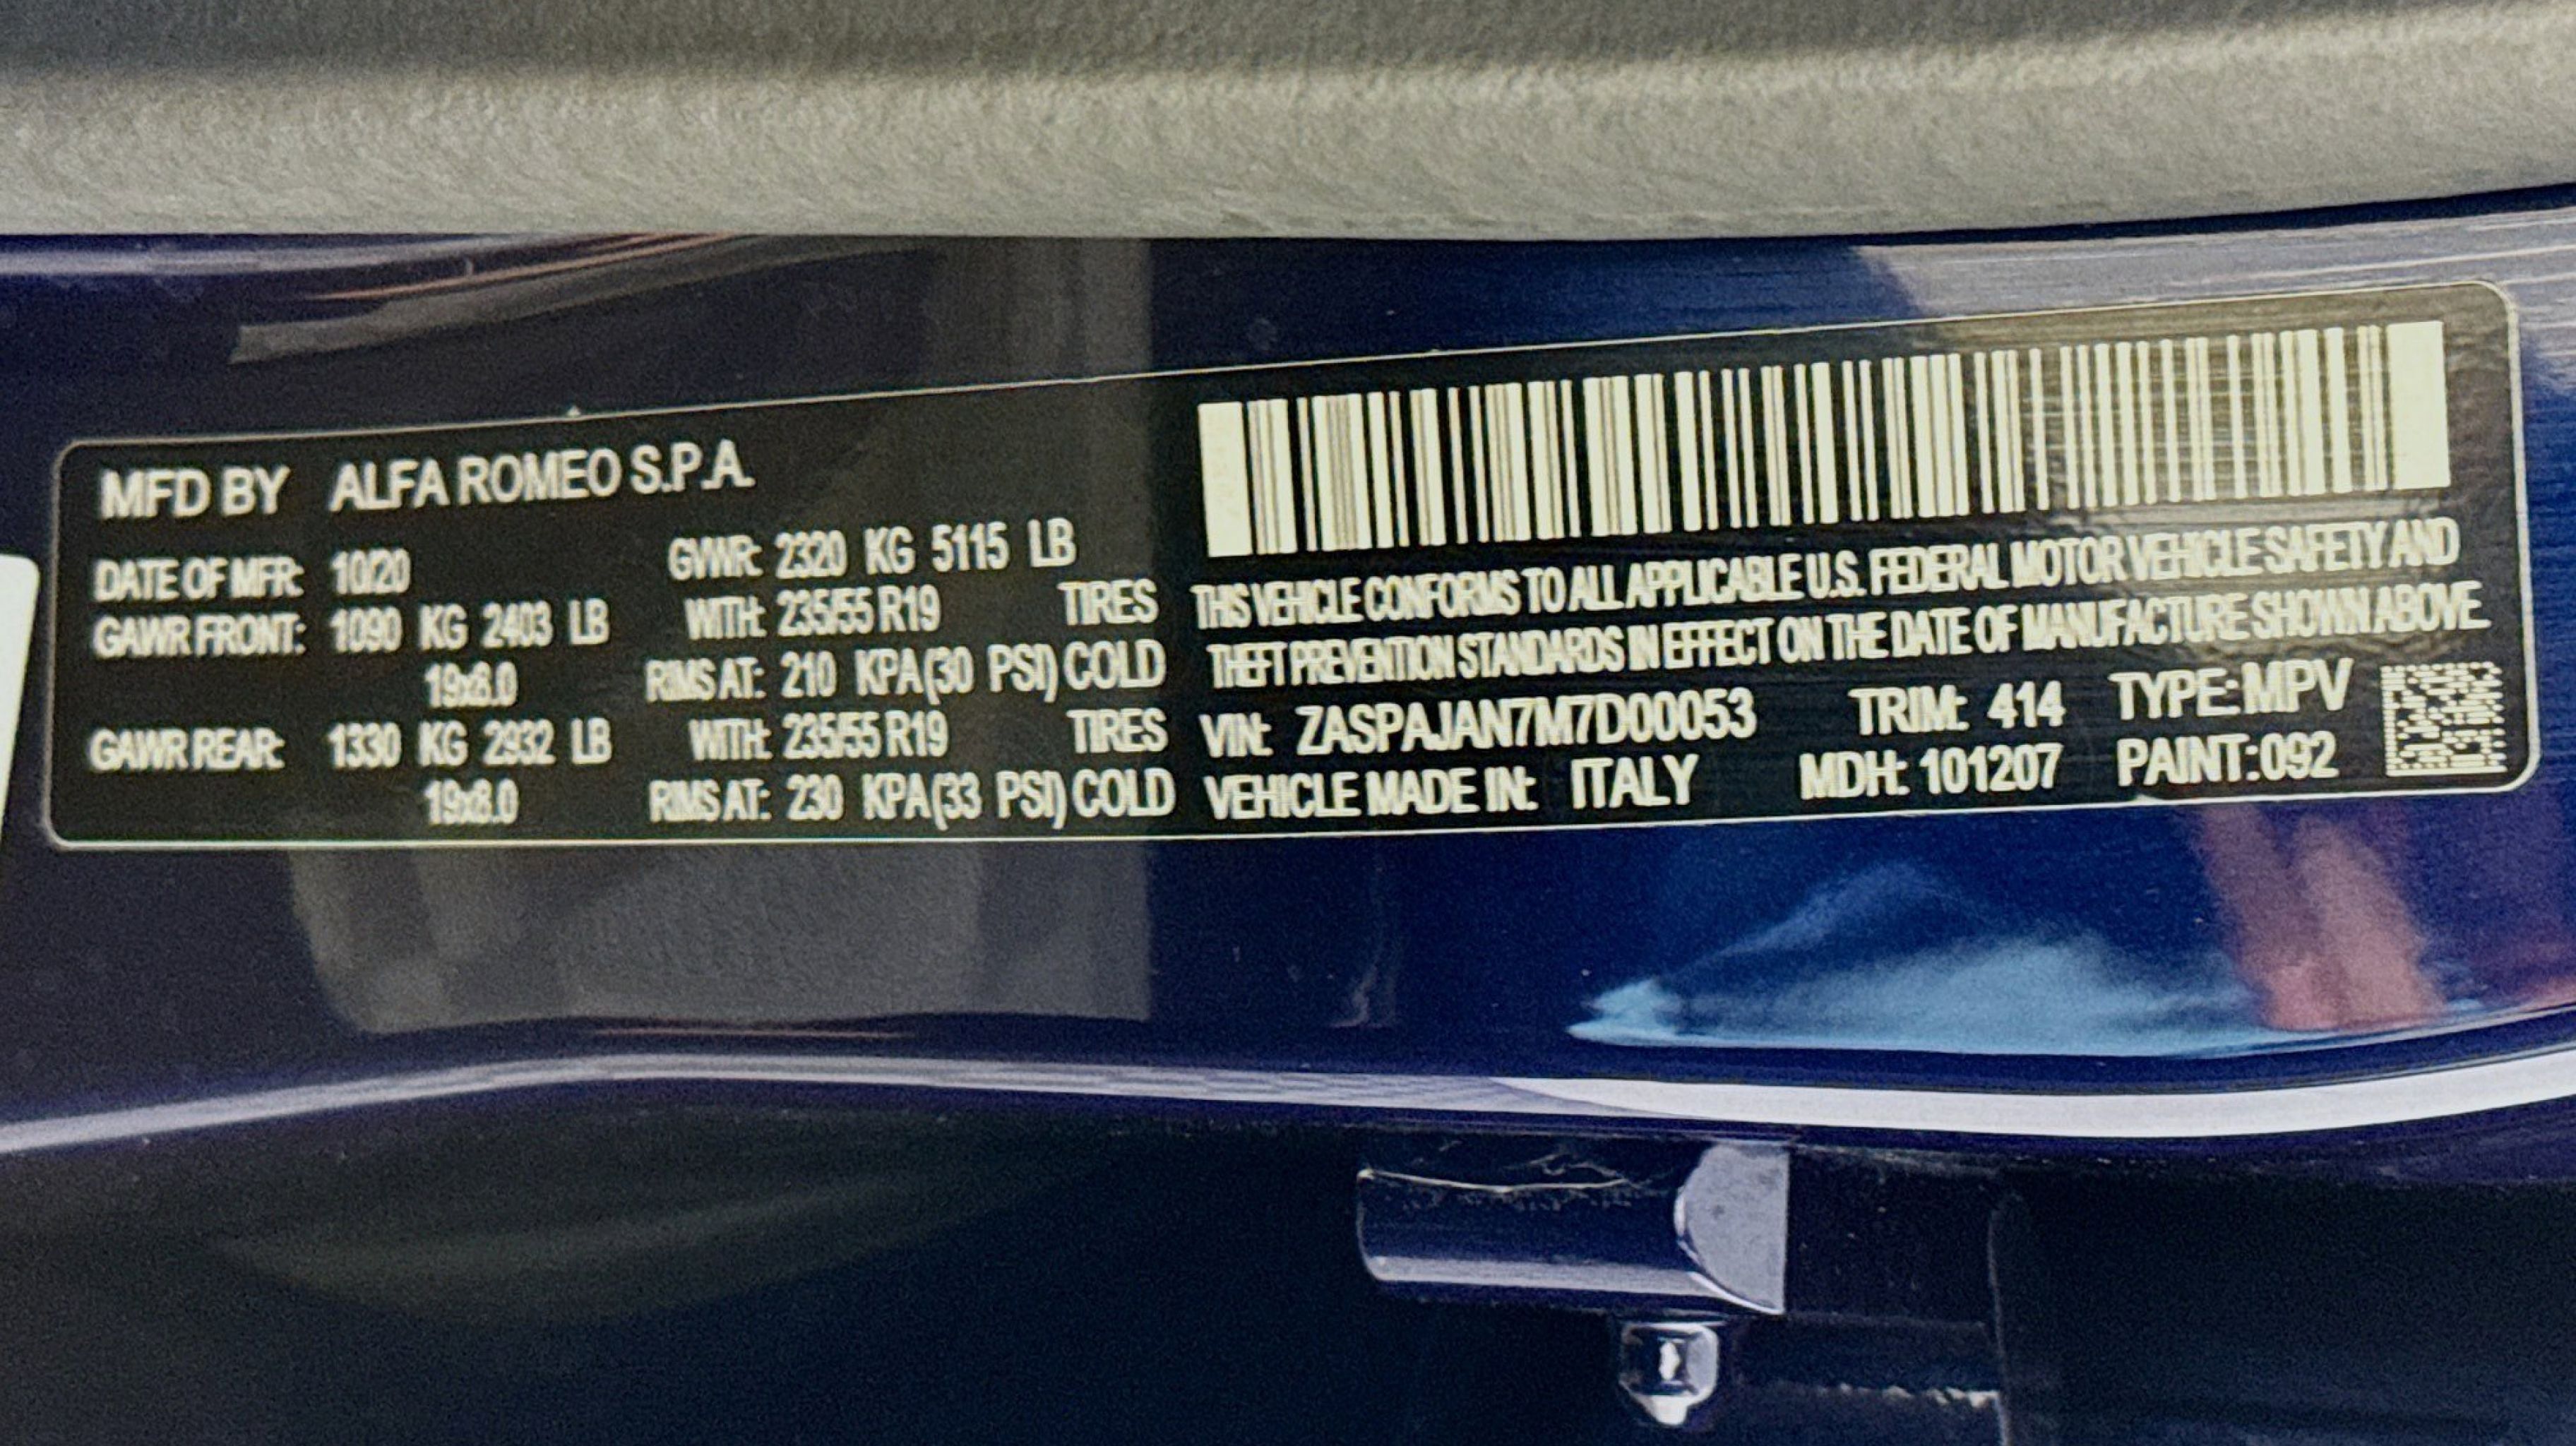 MFD BY ALFA ROMEO S.P.A.
DATE OF MFR: 10/20 GVWR: 2320 KG 5115 LB
GAWR FRONT: 1090 KG 2403 LB WITH: 235/55 R19 TIRES
19x8.0 RIMS AT: 210 KPA(30 PSI) COLD
GAWR REAR: 1330 KG 2932 LB WITH: 235/55 R19 TIRES
19x8.0 RIMS AT: 230 KPA(33 PSI) COLD
THIS VEHICLE CONFORMS TO ALL APPLICABLE U.S. FEDERAL MOTOR VEHICLE SAFETY AND
THEFT PREVENTION STANDARDS IN EFFECT ON THE DATE OF MANUFACTURE SHOWN ABOVE.
VIN: ZASPAJAN7M7D00053 TRIM: 414 TYPE: MPV
VEHICLE MADE IN: ITALY MDH: 101207 PAINT: 092